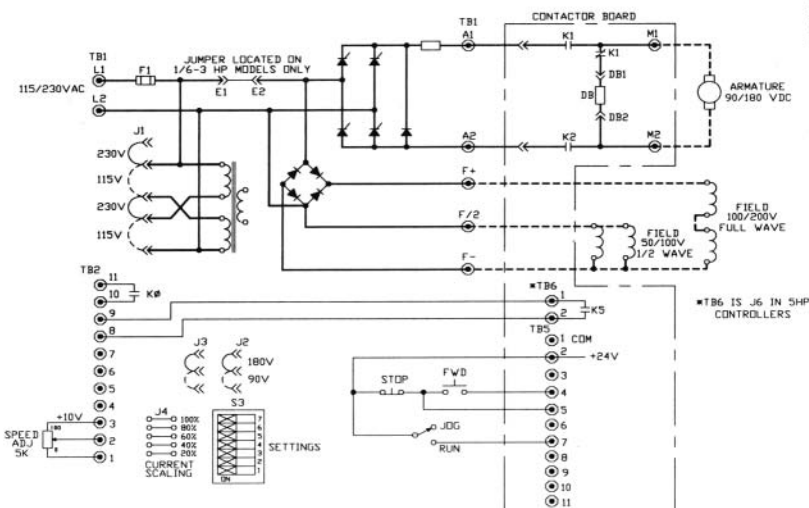 CONTACTOR BOARD
TB1
L1
F1
JUMPER LOCATED ON
1/6-3 HP MODELS ONLY
E1 E2
115/230VAC
L2
TB1
A1
K1
M1
K1
DB1
DB
DB2
ARMATURE
90/180 VDC
A2
K2
M2
J1
230V
115V
230V
115V
F+
F/2
F-
FIELD
50/100V
1/2 WAVE
FIELD
100/200V
FULL WAVE
TB2
11
10
KØ
9
8
7
6
5
4
3
2
1
+10V
100
0
SPEED
ADJ
5K
*TB6
1
2
K5
*TB6 IS J6 IN 5HP
CONTROLLERS
TB5
1 COM
2
+24V
3
4
5
6
7
8
9
10
11
STOP
FWD
JOG
RUN
J3
J2
180V
90V
J4
100%
80%
60%
40%
20%
CURRENT
SCALING
S3
7
6
5
4
3
2
1
ON
SETTINGS